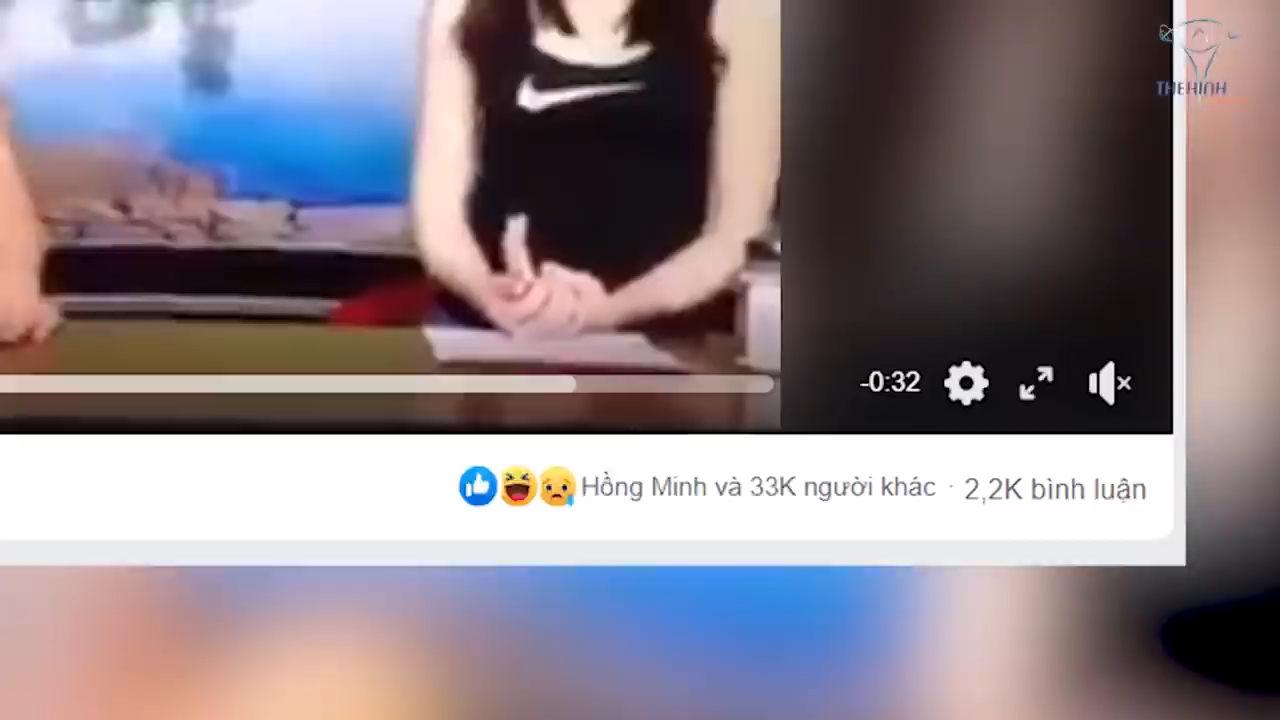 THEHINH
-0:32
Hồng Minh và 33K người khác · 2,2K bình luận